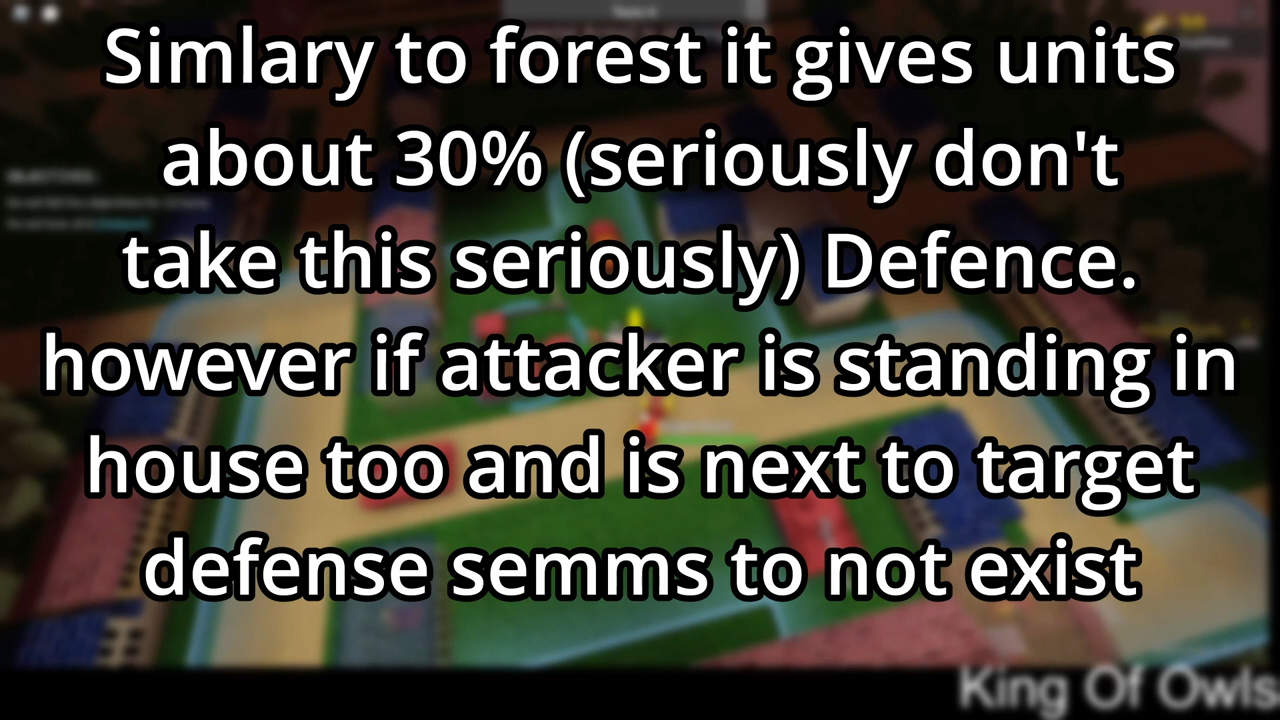 Simlary to forest it gives units
about 30% (seriously don't
take this seriously) Defence.
however if attacker is standing in
house too and is next to target
defense semms to not exist
King Of Owls